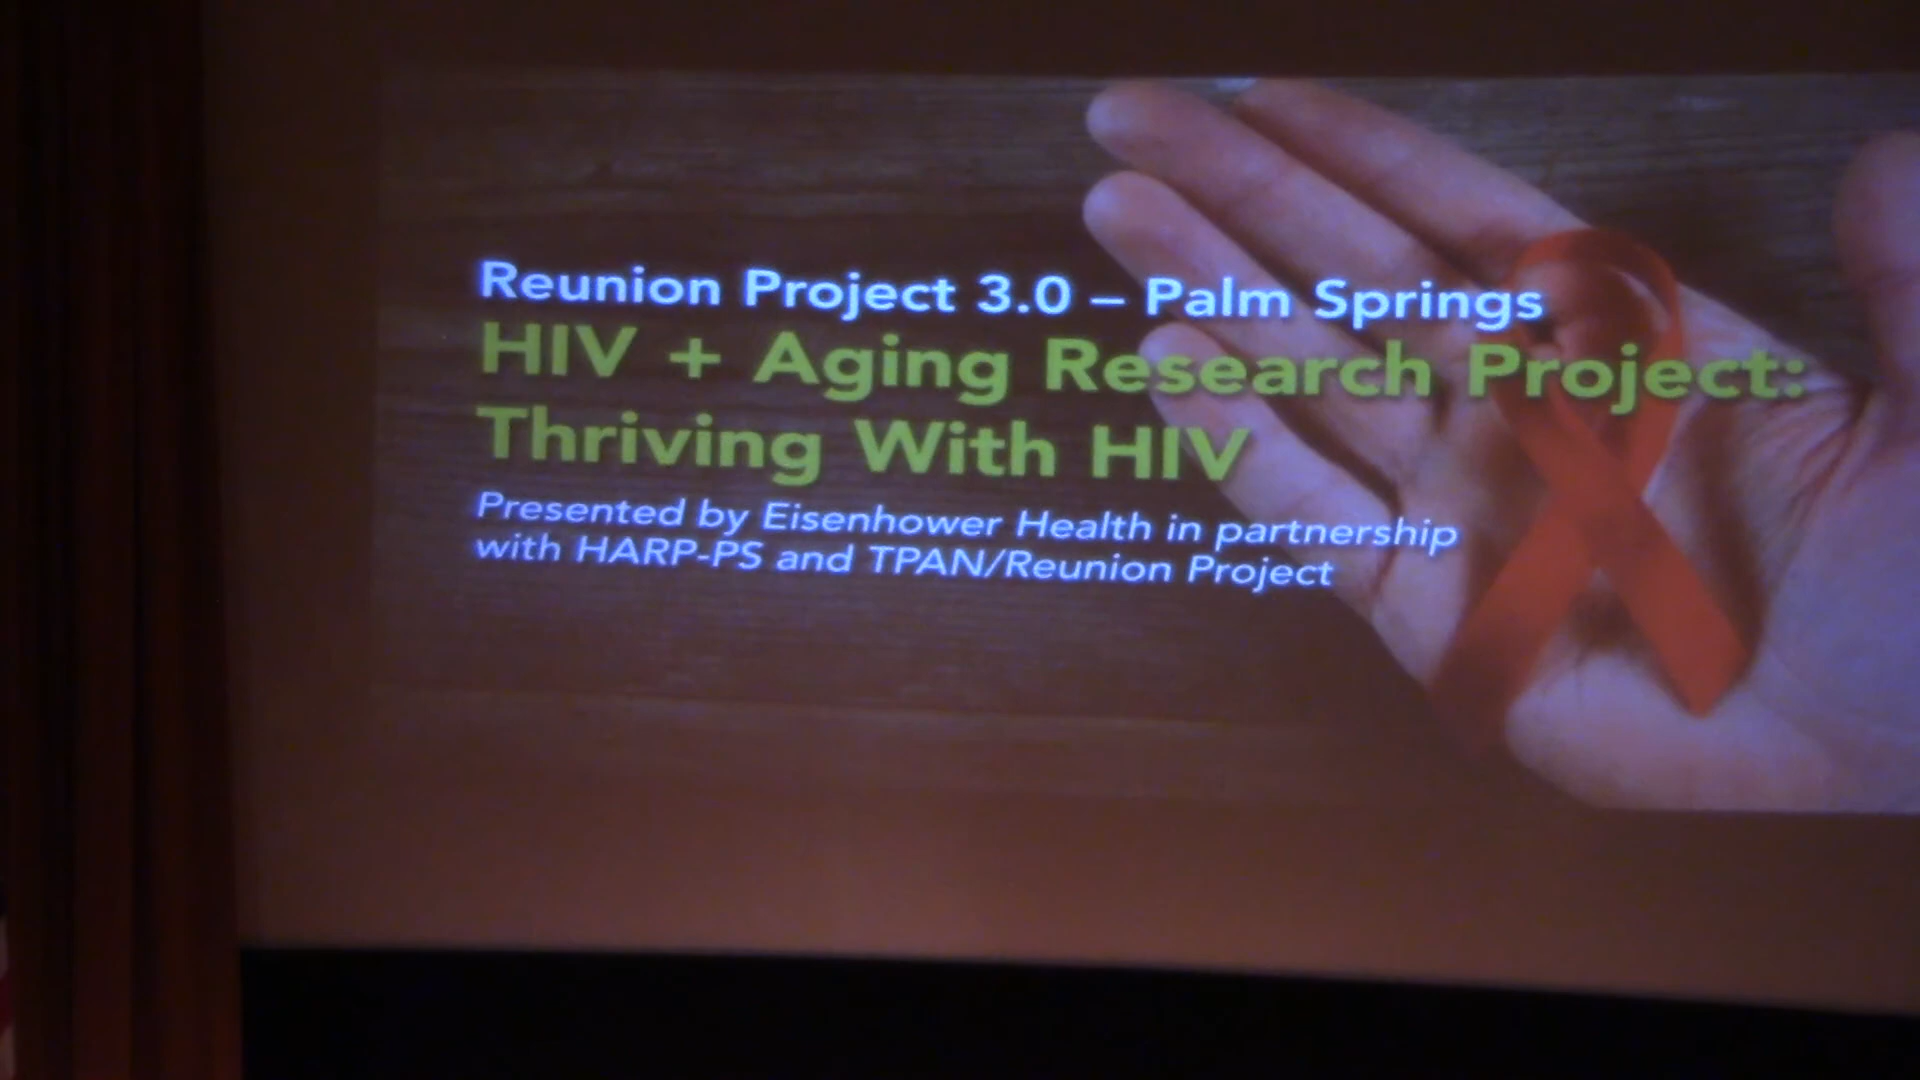 Reunion Project 3.0 – Palm Springs
HIV + Aging Research Project:
Thriving With HIV
Presented by Eisenhower Health in partnership
with HARP-PS and TPAN/Reunion Project